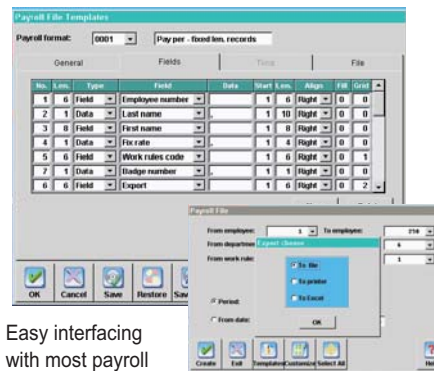 Payroll File Templates
Payroll format: 0001 Pay per - fixed len. records
General Fields Time File
No. Len. Type Field Data Start Len. Align Fill Grid
1 6 Field Employee number 1 6 Right 0 0
2 1 Data Last name , 1 10 Right 0 0
3 8 Field First name 1 8 Right 0 0
4 1 Data Fix rate , 1 4 Right 0 0
5 6 Field Work rules code 1 6 Right 0 1
7 1 Data Badge number , 1 1 Right 0 0
6 6 Field Export 1 6 Right 0 2
OK Cancel Save Restore
Payroll File
From employee: 1 To employee: 210
From department 6
From work rule: 1
Export choose
To file
To printer
To Excel
OK
Period:
From date:
Create Exit Templates Customize Select All
Easy interfacing
with most payroll